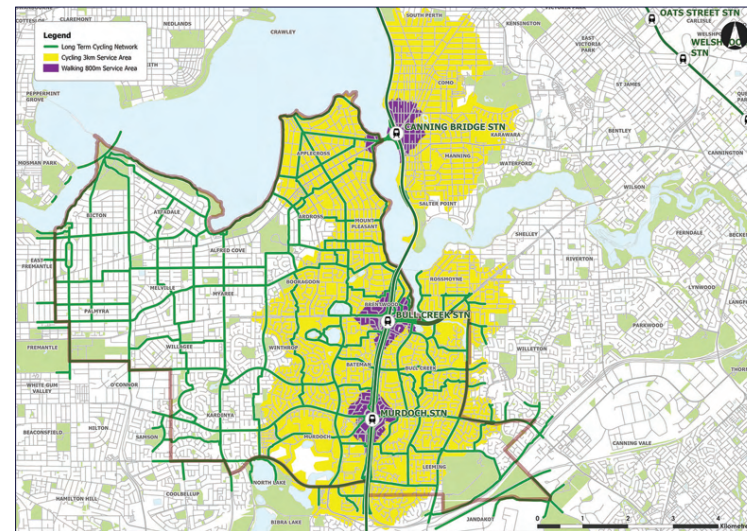 COTTESLOE
CLAREMONT
NEDLANDS
CRAWLEY
SOUTH PERTH
KENSINGTON
EAST
VICTORIA
PARK
OATS STREET STN
CARLISLE
WELSHPOOL
STN
Legend
Long Term Cycling Network
Cycling 3km Service Area
Walking 800m Service Area
PEPPERMINT
GROVE
MOSMAN PARK
COMO
ST JAMES
CANNING BRIDGE STN
KARAWARA
BENTLEY
APPLECROSS
MANNING
WATERFORD
CANNINGTON
WILSON
SALTER POINT
BICTON
ATTADALE
ARDROSS
MOUNT
PLEASANT
SHELLEY
FERNDALE
EAST
FREMANTLE
ALFRED COVE
RIVERTON
BOORAGOON
ROSSMOYNE
LYNWOOD
MELVILLE
MYAREE
PALMYRA
BRENTWOOD
BULL CREEK STN
PARKWOOD
FREMANTLE
WILLAGEE
WINTHROP
WILLETTON
BATEMAN
BULL CREEK
WHITE GUM
VALLEY
O'CONNOR
KARDINYA
MURDOCH STN
BEACONSFIELD
HILTON
SAMSON
MURDOCH
CANNING VALE
LEEMING
COOLBELLUP
NORTH LAKE
HAMILTON HILL
BIBRA LAKE
JANDAKOT
0 2 3 4